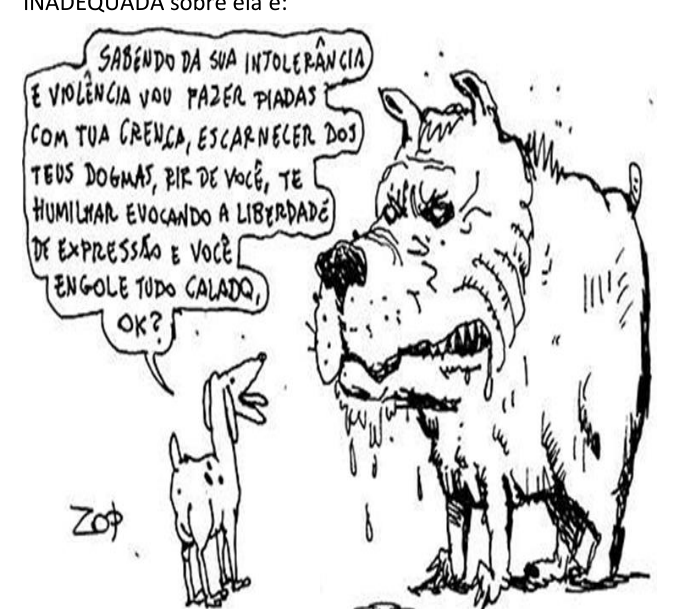 INADEQUADA sobre ela é:
SABENDO DA SUA INTOLERÂNCIA
E VIOLÊNCIA VOU FAZER PIADAS
COM TUA CRENÇA, ESCARNECER DOS
TEUS DOGMAS, RIR DE VOCÊ, TE
HUMILHAR EVOCANDO A LIBERDADE
DE EXPRESSÃO E VOCÊ
ENGOLE TUDO CALADO,
OK?
ZOP